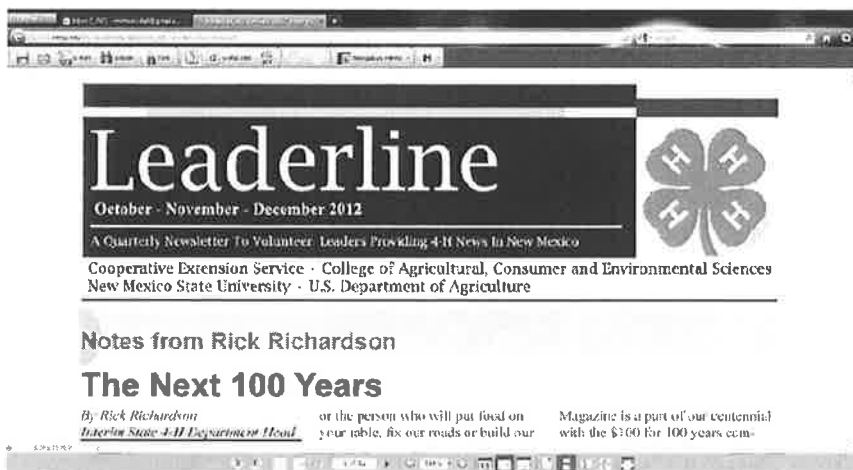 Leaderline
October - November - December 2012
A Quarterly Newsletter To Volunteer Leaders Providing 4-H News In New Mexico
H H
H H
Cooperative Extension Service · College of Agricultural, Consumer and Environmental Sciences
New Mexico State University · U.S. Department of Agriculture
Notes from Rick Richardson
The Next 100 Years
By Rick Richardson
Interim State 4-H Department Head
or the person who will put food on
your table, fix our roads or build our
Magazine is a part of our centennial
with the $100 for 100 years com-